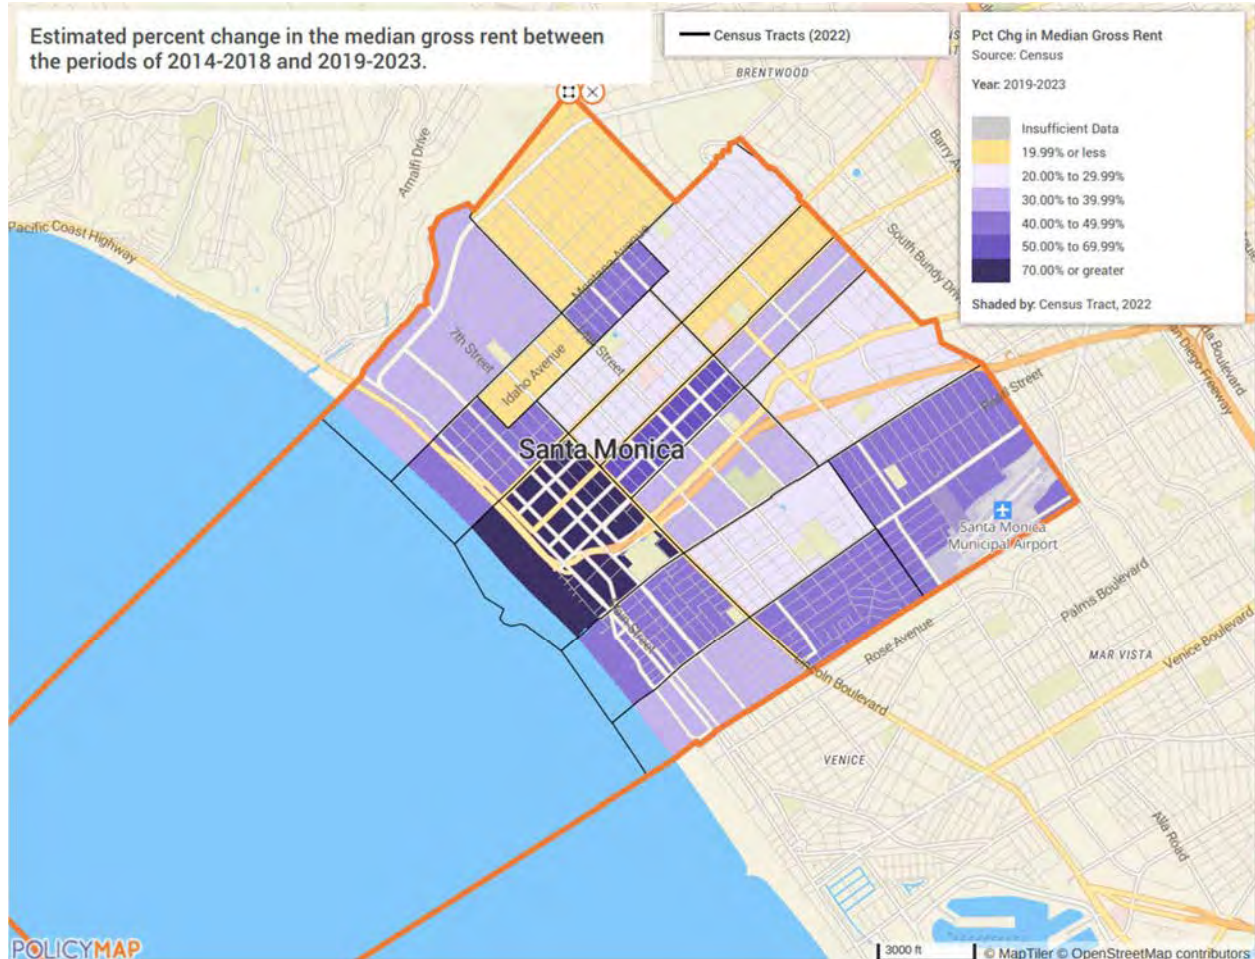 Estimated percent change in the median gross rent between
the periods of 2014-2018 and 2019-2023.
Census Tracts (2022)
Pct Chg in Median Gross Rent
Source: Census
Year: 2019-2023
Insufficient Data
19.99% or less
20.00% to 29.99%
30.00% to 39.99%
40.00% to 49.99%
50.00% to 69.99%
70.00% or greater
Shaded by: Census Tract, 2022
BRENTWOOD
Amalfi Drive
Pacific Coast Highway
South Bundy Drive
Montana Avenue
7th Street
Idaho Avenue
Street
Santa Monica
Street
San Diego Freeway
Boulevard
Santa Monica
Municipal Airport
Palms Boulevard
Rose Avenue
MAR VISTA
Venice Boulevard
Lincoln Boulevard
VENICE
Alla Road
POLICYMAP
3000 ft
© MapTiler © OpenStreetMap contributors